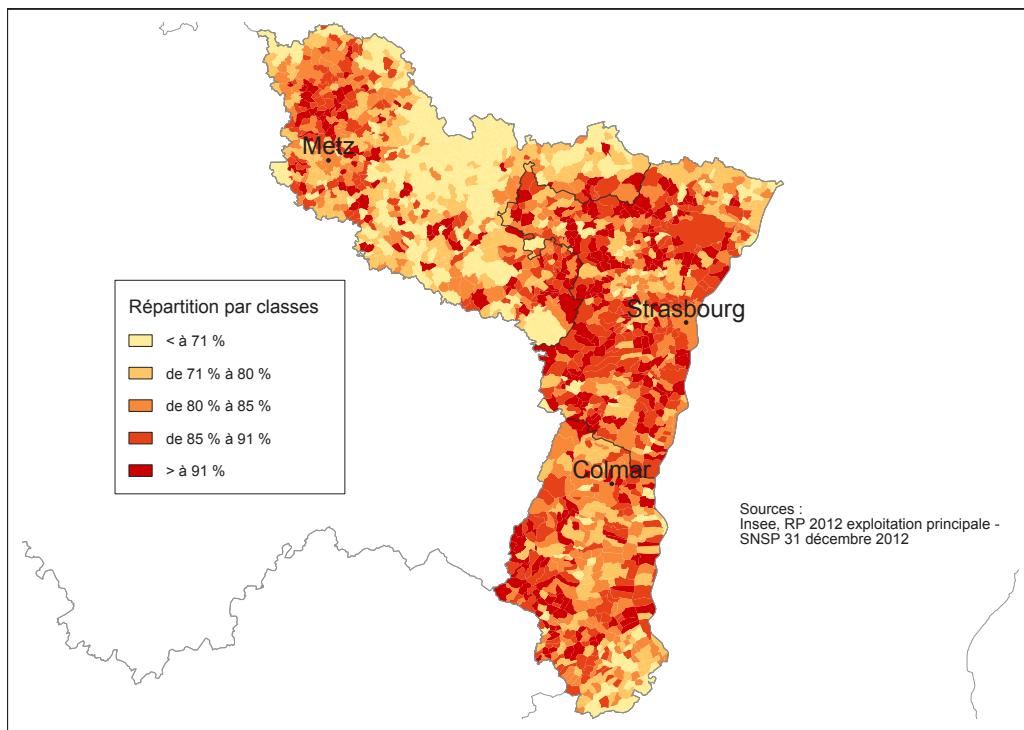 Metz
Strasbourg
Colmar
Répartition par classes
< à 71 %
de 71 % à 80 %
de 80 % à 85 %
de 85 % à 91 %
> à 91 %
Sources :
Insee, RP 2012 exploitation principale -
SNSP 31 décembre 2012